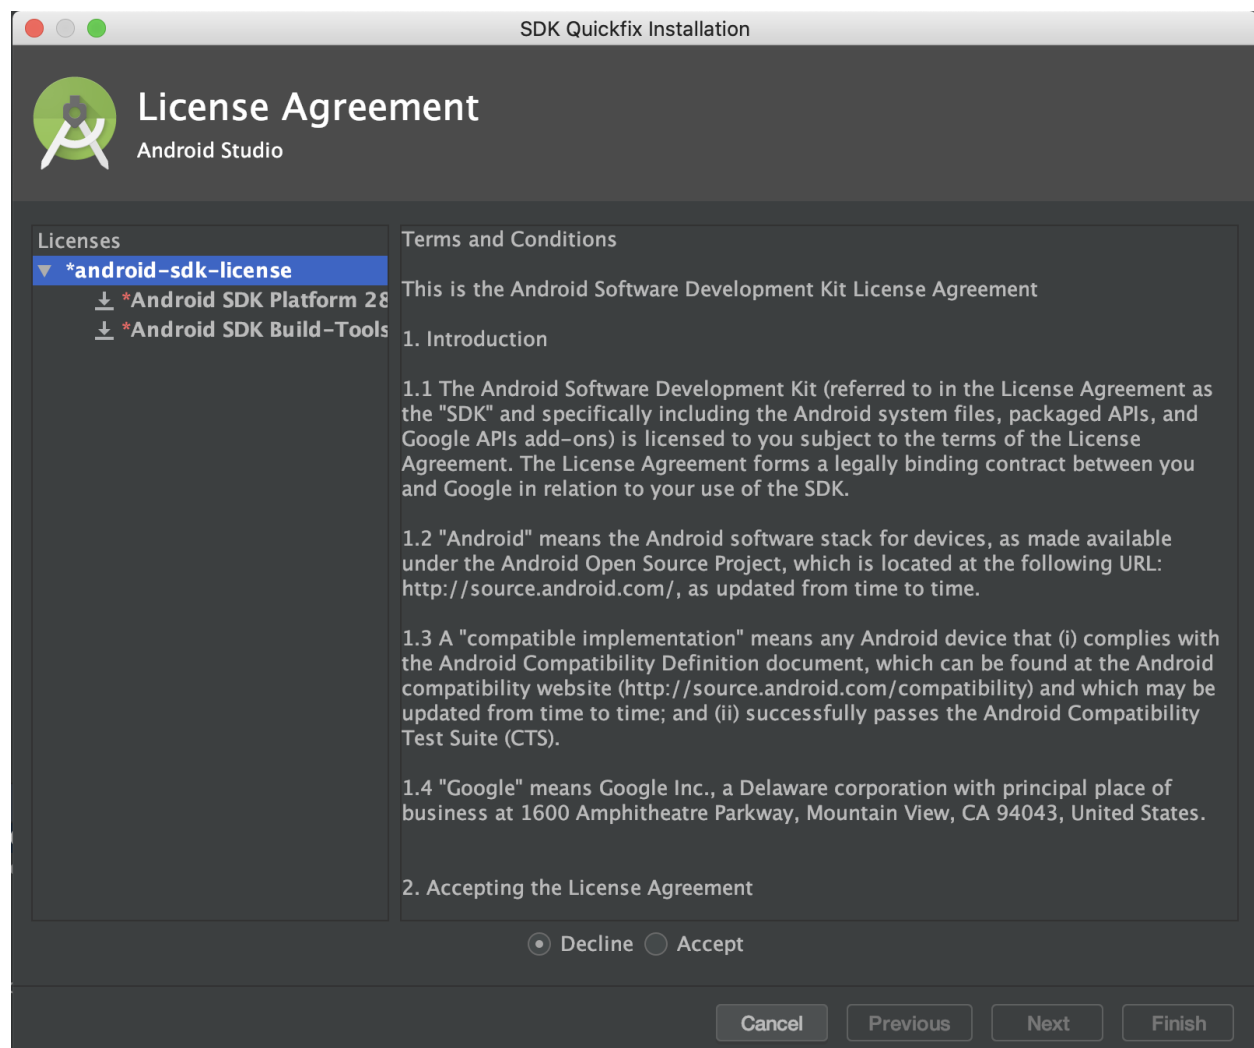 SDK Quickfix Installation
License Agreement
Android Studio
Licenses
*android-sdk-license
*Android SDK Platform 28
*Android SDK Build-Tools
Terms and Conditions
This is the Android Software Development Kit License Agreement
1. Introduction
1.1 The Android Software Development Kit (referred to in the License Agreement as
the "SDK" and specifically including the Android system files, packaged APIs, and
Google APIs add-ons) is licensed to you subject to the terms of the License
Agreement. The License Agreement forms a legally binding contract between you
and Google in relation to your use of the SDK.
1.2 "Android" means the Android software stack for devices, as made available
under the Android Open Source Project, which is located at the following URL:
http://source.android.com/, as updated from time to time.
1.3 A "compatible implementation" means any Android device that (i) complies with
the Android Compatibility Definition document, which can be found at the Android
compatibility website (http://source.android.com/compatibility) and which may be
updated from time to time; and (ii) successfully passes the Android Compatibility
Test Suite (CTS).
1.4 "Google" means Google Inc., a Delaware corporation with principal place of
business at 1600 Amphitheatre Parkway, Mountain View, CA 94043, United States.
2. Accepting the License Agreement
Decline Accept
Cancel Previous Next Finish